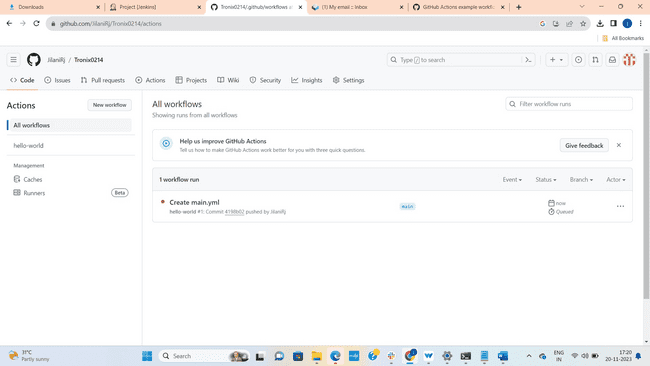 Downloads
Project [Jenkins]
Tronix0214/.github/workflows a
(1) My email :: Inbox
GitHub Actions example workfl
github.com/JilaniRj/Tronix0214/actions
All Bookmarks
JilaniRj / Tronix0214
Type / to search
Code
Issues
Pull requests
Actions
Projects
Wiki
Security
Insights
Settings
Actions
New workflow
All workflows
Showing runs from all workflows
Filter workflow runs
All workflows
hello-world
Management
Caches
Runners
Beta
Help us improve GitHub Actions
Tell us how to make GitHub Actions work better for you with three quick questions.
Give feedback
1 workflow run
Event
Status
Branch
Actor
Create main.yml
hello-world #1: Commit 4198b02 pushed by JilaniRj
main
now
Queued
31°C
Partly sunny
Search
ENG
IN
17:20
20-11-2023